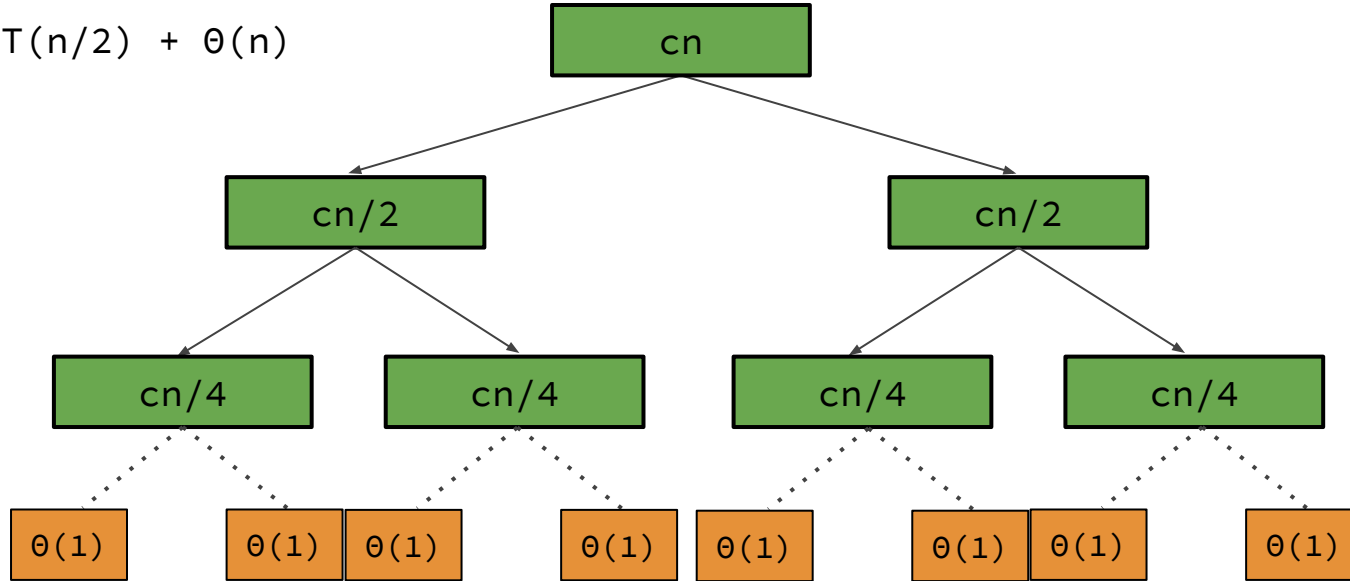 T(n/2) + Θ(n)
cn
cn/2 cn/2
cn/4 cn/4 cn/4 cn/4
Θ(1) Θ(1) Θ(1) Θ(1) Θ(1) Θ(1) Θ(1) Θ(1)